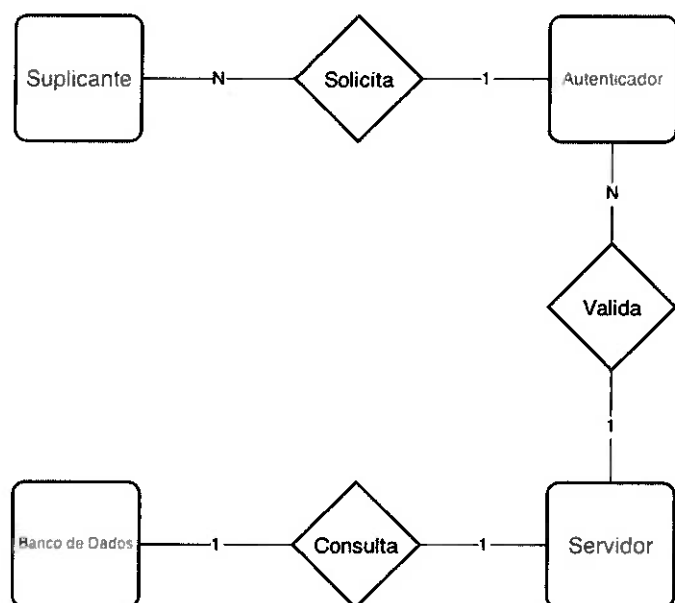 Suplicante
N
Solicita
1
Autenticador
N
Valida
1
Banco de Dados
1
Consulta
1
Servidor